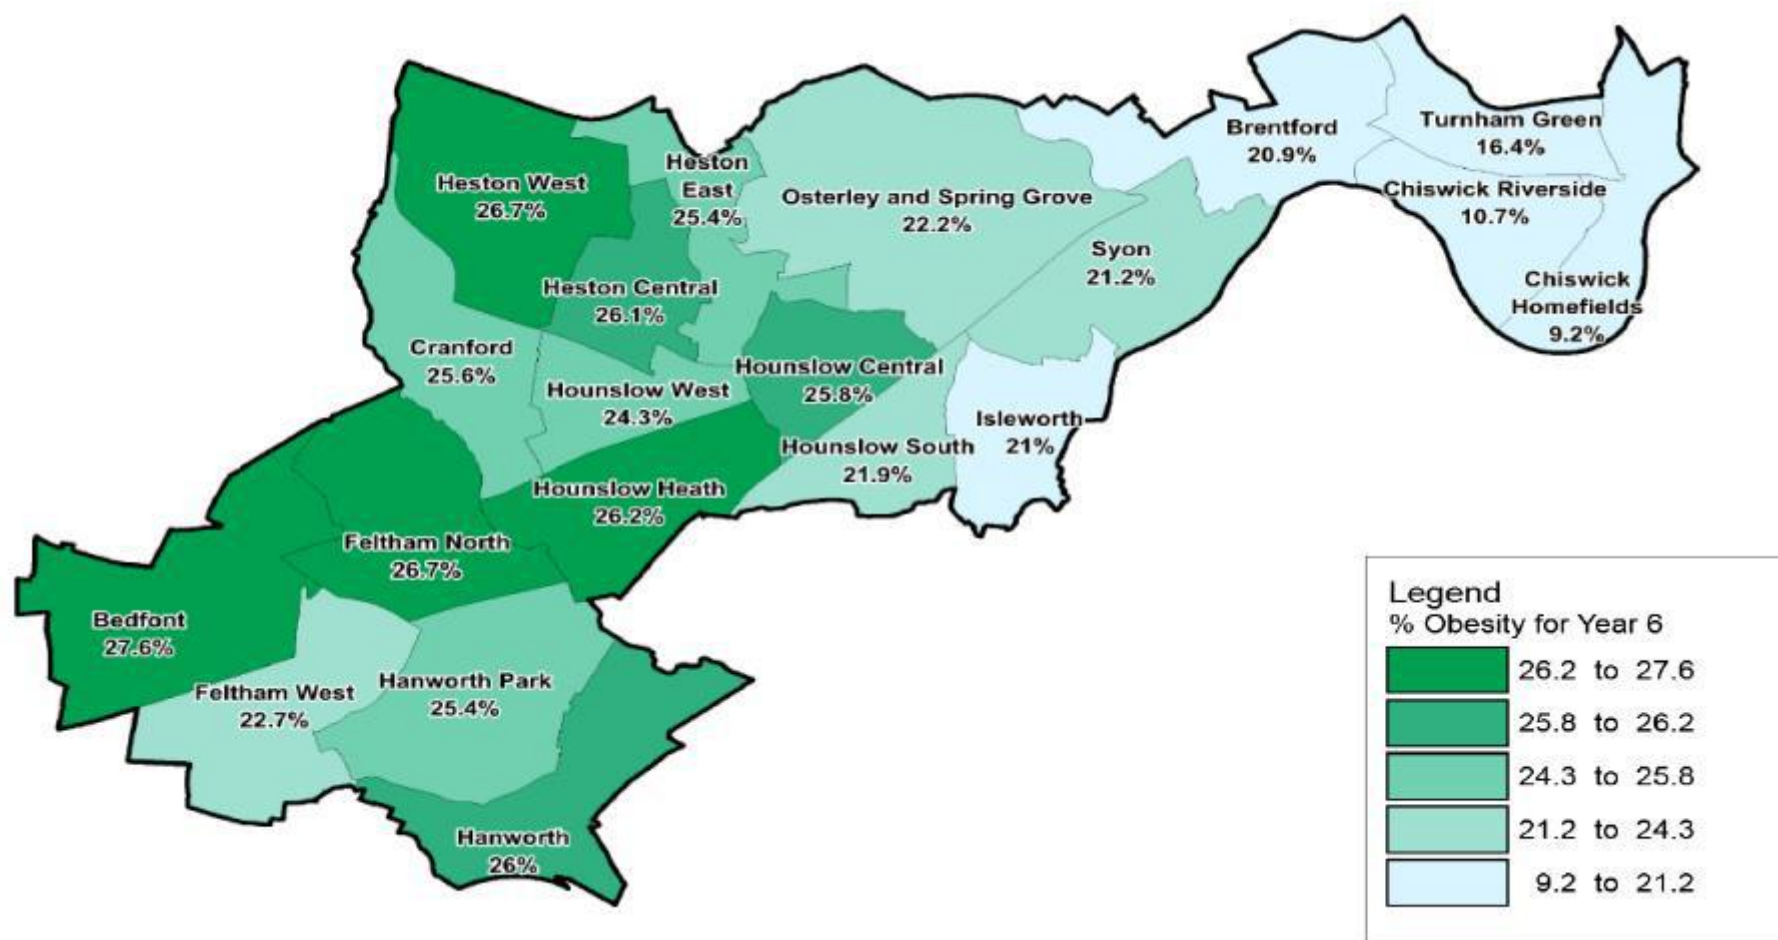 Heston West
26.7%
Heston
East
25.4%
Osterley and Spring Grove
22.2%
Brentford
20.9%
Turnham Green
16.4%
Chiswick Riverside
10.7%
Chiswick
Homefields
9.2%
Syon
21.2%
Heston Central
26.1%
Cranford
25.6%
Hounslow West
24.3%
Hounslow Central
25.8%
Isleworth
21%
Hounslow South
21.9%
Hounslow Heath
26.2%
Feltham North
26.7%
Bedfont
27.6%
Feltham West
22.7%
Hanworth Park
25.4%
Hanworth
26%
Legend
% Obesity for Year 6
26.2 to 27.6
25.8 to 26.2
24.3 to 25.8
21.2 to 24.3
9.2 to 21.2